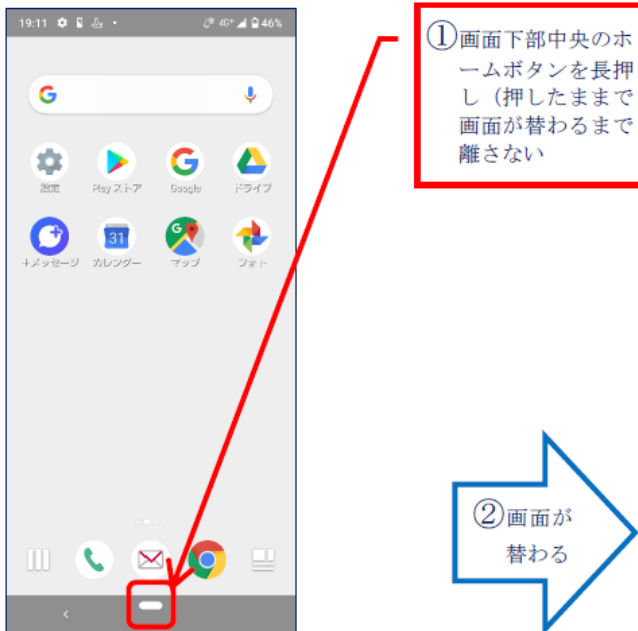 19:11
4G+ 46%
G
設定 Playストア Google ドライブ
31
+メッセージ カレンダー マップ フォト
①画面下部中央のホ
ームボタンを長押
し（押したままで
画面が替わるまで
離さない
②画面が
替わる